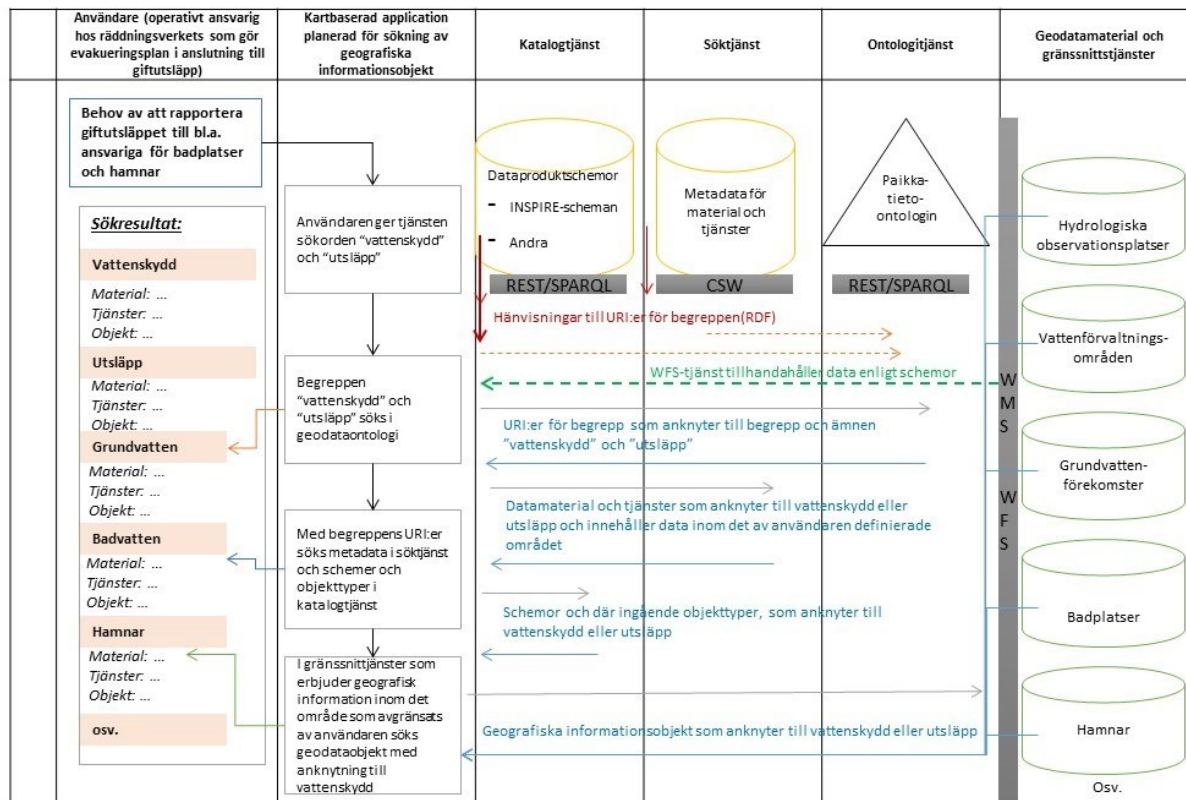 Användare (operativt ansvarig
hos räddningsverkets som gör
evakueringsplan i anslutning till
giftutsläpp)
Kartbaserad application
planerad för sökning av
geografiska
informationsobjekt
Katalogtjänst
Söktjänst
Ontologitjänst
Geodatamaterial och
gränssnittstjänster
Behov av att rapportera
giftutsläppet till bl.a.
ansvariga för badplatser
och hamnar
Sökresultat:
Vattenskydd
Material: ...
Tjänster: ...
Objekt: ...
Utsläpp
Material: ...
Tjänster: ...
Objekt: ...
Grundvatten
Material: ...
Tjänster: ...
Objekt: ...
Badvatten
Material: ...
Tjänster: ...
Objekt: ...
Hamnar
Material: ...
Tjänster: ...
Objekt: ...
osv.
Användaren ger tjänsten
sökorden "vattenskydd"
och "utsläpp"
Begreppen
"vattenskydd" och
"utsläpp" söks i
geodataontologi
Med begreppens URI:er
söks metadata i söktjänst
och schemer och
objekttyper i
katalogtjänst
I gränssnittjänster som
erbjuder geografisk
information inom det
område som avgränsats
av användaren söks
geodataobjekt med
anknytning till
vattenskydd
Dataproduktschemor
- INSPIRE-scheman
- Andra
REST/SPARQL
Metadata för
material och
tjänster
CSW
Paikka-
tieto-
ontologin
REST/SPARQL
Hänvisningar till URI:er för begreppen(RDF)
WFS-tjänst tillhandahåller data enligt schemor
URI:er för begrepp som anknyter till begrepp och ämnen
"vattenskydd" och "utsläpp"
Datamaterial och tjänster som anknyter till vattenskydd eller
utsläpp och innehåller data inom det av användaren definierade
området
Schemor och där ingående objekttyper, som anknyter till
vattenskydd eller utsläpp
Geografiska informationsobjekt som anknyter till vattenskydd eller utsläpp
WMS WFS
Hydrologiska
observationsplatser
Vattenförvaltnings-
områden
Grundvatten-
förekomster
Badplatser
Hamnar
Osv.